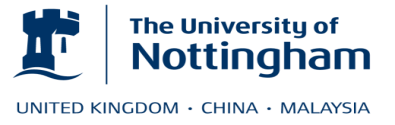 The University of
Nottingham
UNITED KINGDOM · CHINA · MALAYSIA